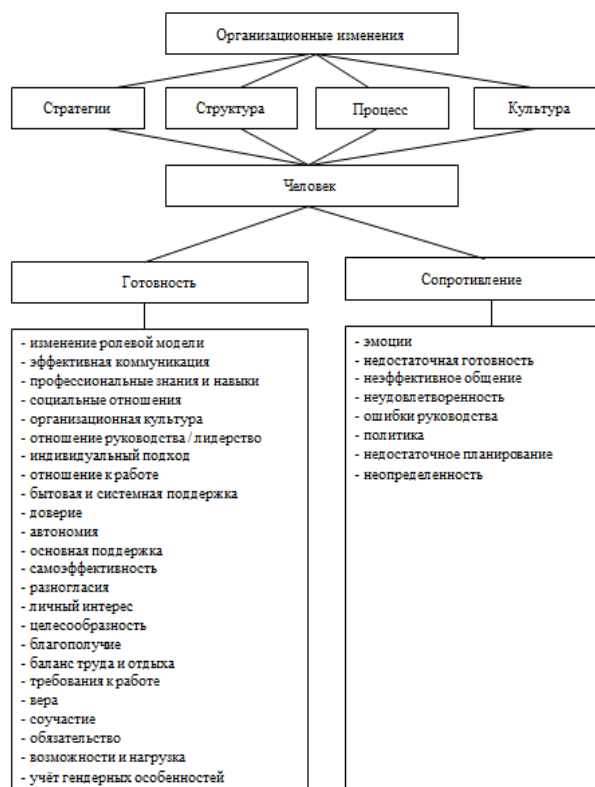 Организационные изменения
Стратегии
Структура
Процесс
Культура
Человек
Готовность
Сопротивление
- изменение ролевой модели
- эффективная коммуникация
- профессиональные знания и навыки
- социальные отношения
- организационная культура
- отношение руководства / лидерство
- индивидуальный подход
- отношение к работе
- бытовая и системная поддержка
- доверие
- автономия
- основная поддержка
- самоэффективность
- разногласия
- личный интерес
- целесообразность
- благополучие
- баланс труда и отдыха
- требования к работе
- вера
- соучастие
- обязательство
- возможности и нагрузка
- учёт гендерных особенностей
- эмоции
- недостаточная готовность
- неэффективное общение
- неудовлетворенность
- ошибки руководства
- политика
- недостаточное планирование
- неопределенность